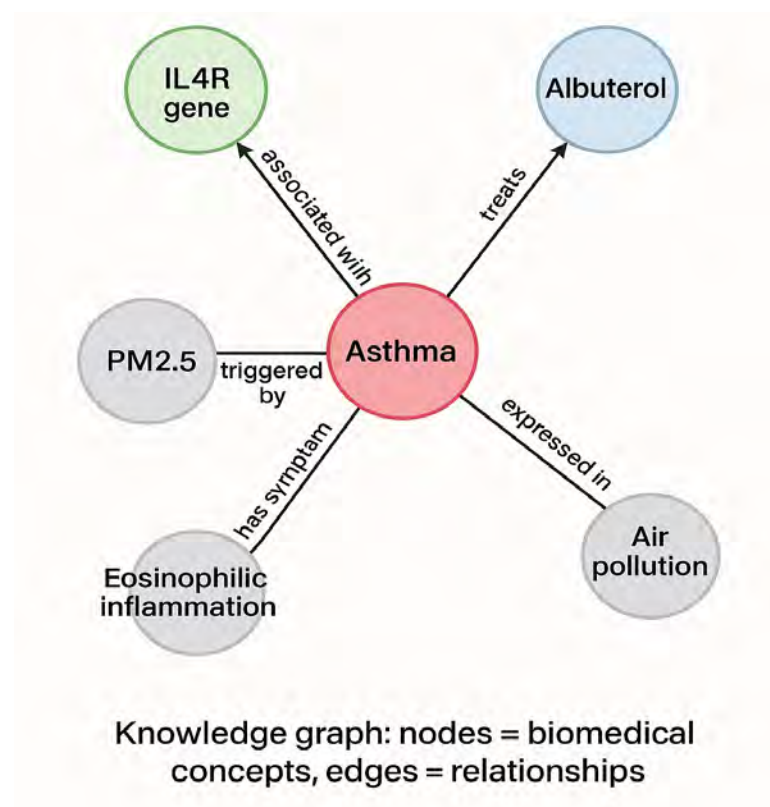 IL4R
gene
Albuterol
associated wiih
treats
PM2.5
triggered
by
Asthma
has symptam
expressed in
Eosinophilic
inflammation
Air
pollution
Knowledge graph: nodes = biomedical
concepts, edges = relationships